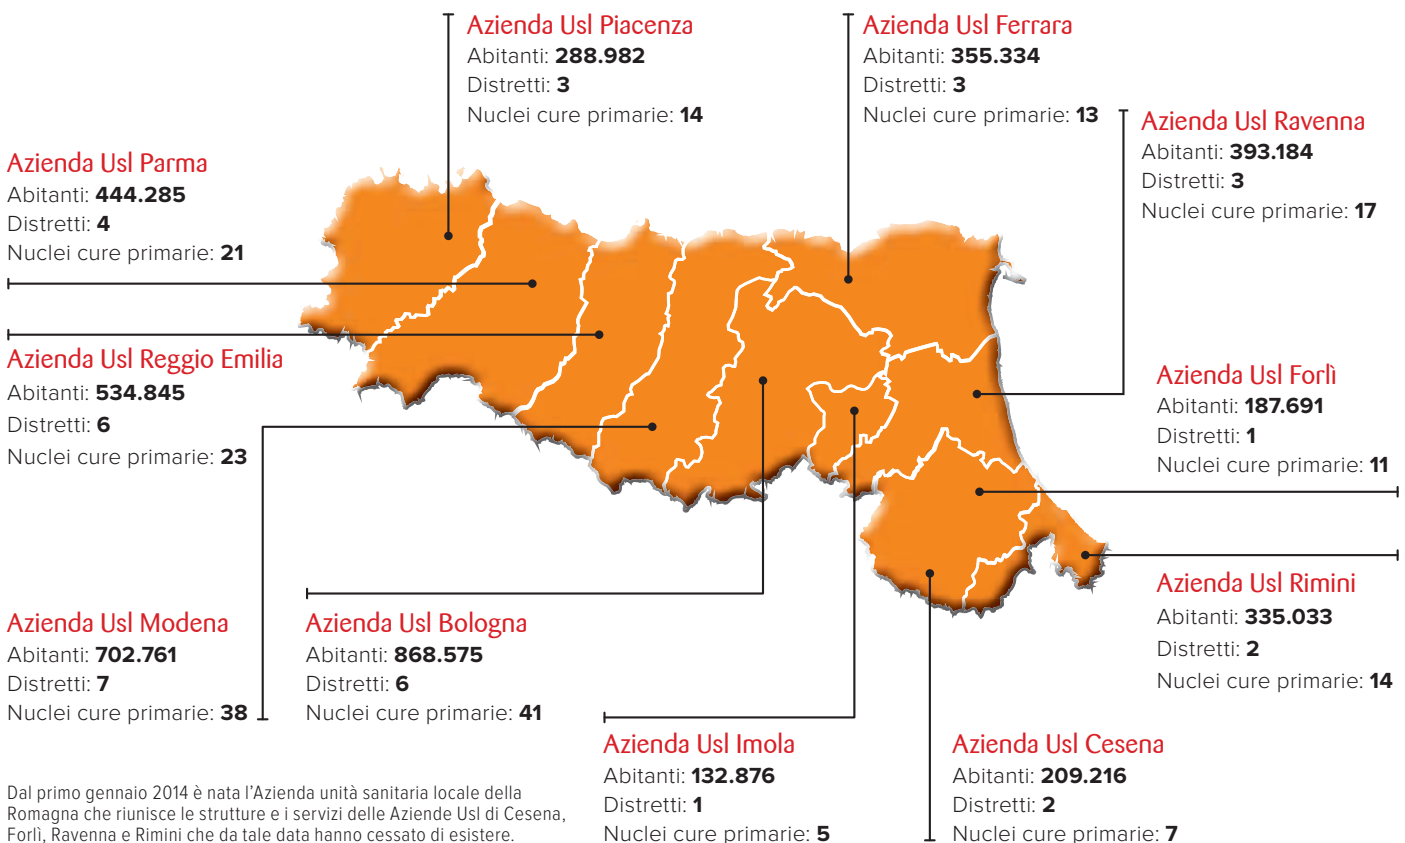 Azienda Usl Piacenza
Abitanti: 288.982
Distretti: 3
Nuclei cure primarie: 14
Azienda Usl Ferrara
Abitanti: 355.334
Distretti: 3
Nuclei cure primarie: 13
Azienda Usl Ravenna
Abitanti: 393.184
Distretti: 3
Nuclei cure primarie: 17
Azienda Usl Parma
Abitanti: 444.285
Distretti: 4
Nuclei cure primarie: 21
Azienda Usl Reggio Emilia
Abitanti: 534.845
Distretti: 6
Nuclei cure primarie: 23
Azienda Usl Forlì
Abitanti: 187.691
Distretti: 1
Nuclei cure primarie: 11
Azienda Usl Rimini
Abitanti: 335.033
Distretti: 2
Nuclei cure primarie: 14
Azienda Usl Modena
Abitanti: 702.761
Distretti: 7
Nuclei cure primarie: 38
Azienda Usl Bologna
Abitanti: 868.575
Distretti: 6
Nuclei cure primarie: 41
Azienda Usl Imola
Abitanti: 132.876
Distretti: 1
Nuclei cure primarie: 5
Azienda Usl Cesena
Abitanti: 209.216
Distretti: 2
Nuclei cure primarie: 7
Dal primo gennaio 2014 è nata l'Azienda unità sanitaria locale della
Romagna che riunisce le strutture e i servizi delle Aziende Usl di Cesena,
Forlì, Ravenna e Rimini che da tale data hanno cessato di esistere.